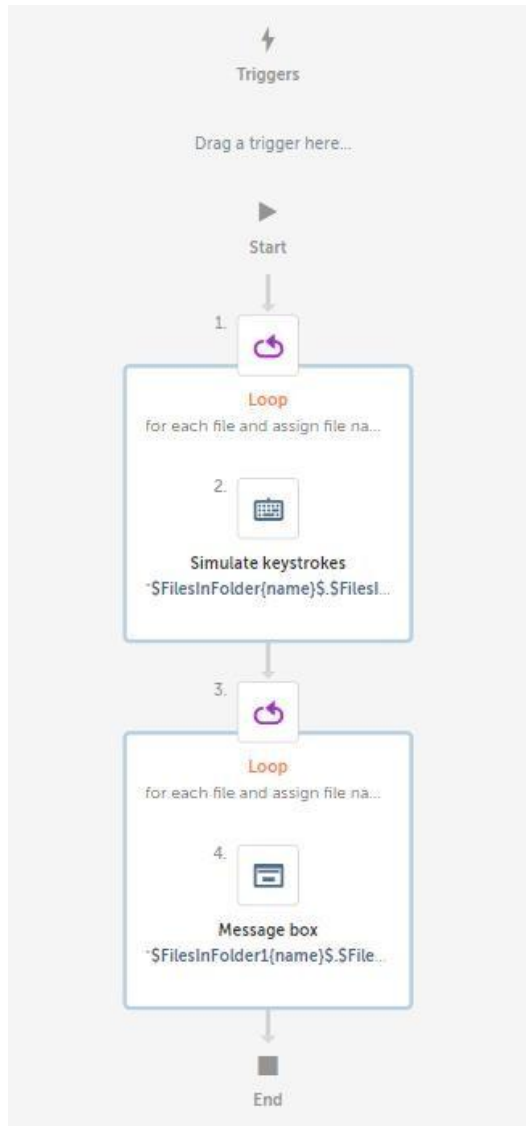 Triggers
Drag a trigger here...
Start
1.
Loop
for each file and assign file na...
2.
Simulate keystrokes
"$FilesInFolder{name}$.$FilesI...
3.
Loop
for each file and assign file na...
4.
Message box
"$FilesInFolder1{name}$.$File...
End